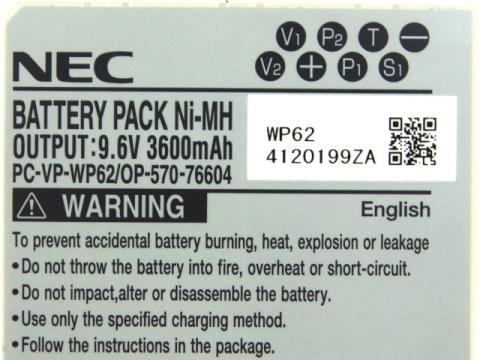 NEC
V1 P2 T −
V2 + P1 S1
BATTERY PACK Ni-MH
OUTPUT:9.6V 3600mAh
PC-VP-WP62/OP-570-76604
WP62
4120199ZA
WARNING
English
To prevent accidental battery burning, heat, explosion or leakage
•Do not throw the battery into fire, overheat or short-circuit.
•Do not impact,alter or disassemble the battery.
•Use only the specified charging method.
•Follow the instructions in the package.